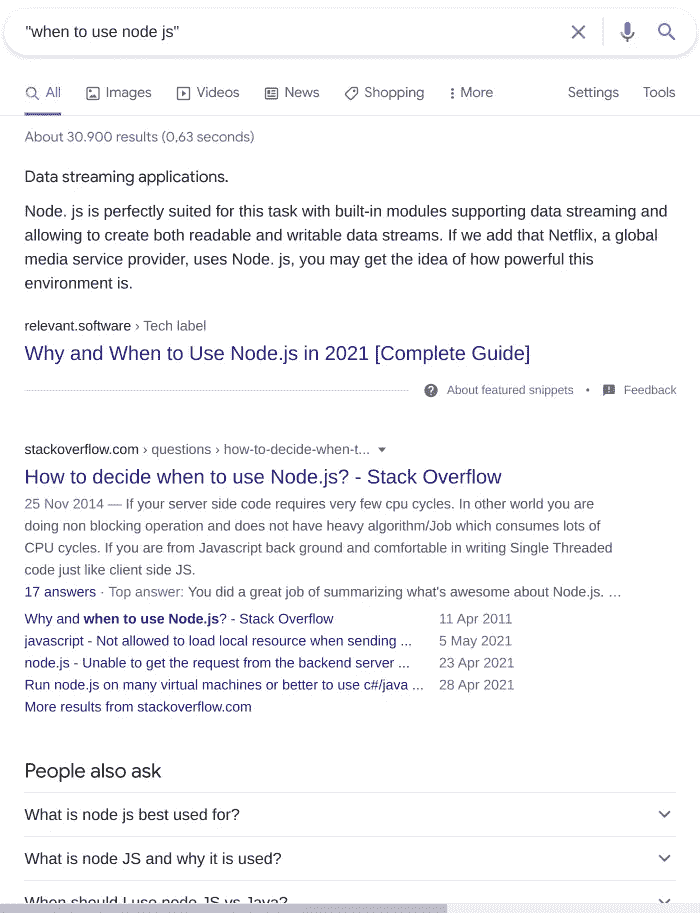 "when to use node js"
All Images Videos News Shopping More Settings Tools
About 30.900 results (0,63 seconds)
Data streaming applications.
Node. js is perfectly suited for this task with built-in modules supporting data streaming and
allowing to create both readable and writable data streams. If we add that Netflix, a global
media service provider, uses Node. js, you may get the idea of how powerful this
environment is.
relevant.software › Tech label
Why and When to Use Node.js in 2021 [Complete Guide]
About featured snippets • Feedback
stackoverflow.com › questions › how-to-decide-when-t...
How to decide when to use Node.js? - Stack Overflow
25 Nov 2014 — If your server side code requires very few cpu cycles. In other world you are
doing non blocking operation and does not have heavy algorithm/Job which consumes lots of
CPU cycles. If you are from Javascript back ground and comfortable in writing Single Threaded
code just like client side JS.
17 answers · Top answer: You did a great job of summarizing what's awesome about Node.js. …
Why and when to use Node.js? - Stack Overflow 11 Apr 2011
javascript - Not allowed to load local resource when sending ... 5 May 2021
node.js - Unable to get the request from the backend server ... 23 Apr 2021
Run node.js on many virtual machines or better to use c#/java ... 28 Apr 2021
More results from stackoverflow.com
People also ask
What is node js best used for?
What is node JS and why it is used?
When should I use node JS vs Java?